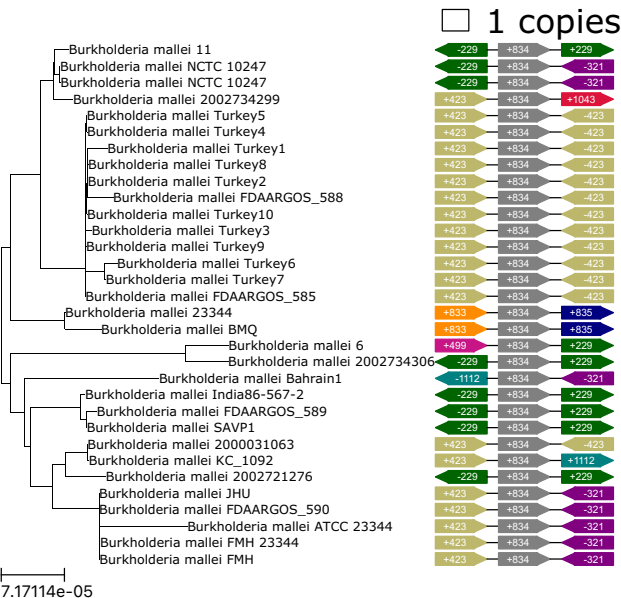 1 copies
Burkholderia mallei 11 -229 +834 +229
Burkholderia mallei NCTC 10247 -229 +834 -321
Burkholderia mallei NCTC 10247 -229 +834 -321
Burkholderia mallei 2002734299 +423 +834 +1043
Burkholderia mallei Turkey5 +423 +834 -423
Burkholderia mallei Turkey4 +423 +834 -423
Burkholderia mallei Turkey1 +423 +834 -423
Burkholderia mallei Turkey8 +423 +834 -423
Burkholderia mallei Turkey2 +423 +834 -423
Burkholderia mallei FDAARGOS_588 +423 +834 -423
Burkholderia mallei Turkey10 +423 +834 -423
Burkholderia mallei Turkey3 +423 +834 -423
Burkholderia mallei Turkey9 +423 +834 -423
Burkholderia mallei Turkey6 +423 +834 -423
Burkholderia mallei Turkey7 +423 +834 -423
Burkholderia mallei FDAARGOS_585 +423 +834 -423
Burkholderia mallei 23344 +833 +834 +835
Burkholderia mallei BMQ +833 +834 +835
Burkholderia mallei 6 +499 +834 +229
Burkholderia mallei 2002734306 -229 +834 +229
Burkholderia mallei Bahrain1 -1112 +834 -321
Burkholderia mallei India86-567-2 -229 +834 +229
Burkholderia mallei FDAARGOS_589 -229 +834 +229
Burkholderia mallei SAVP1 -229 +834 +229
Burkholderia mallei 2000031063 +423 +834 -423
Burkholderia mallei KC_1092 +423 +834 +1112
Burkholderia mallei 2002721276 -229 +834 +229
Burkholderia mallei JHU +423 +834 -321
Burkholderia mallei FDAARGOS_590 +423 +834 -321
Burkholderia mallei ATCC 23344 +423 +834 -321
Burkholderia mallei FMH 23344 +423 +834 -321
Burkholderia mallei FMH +423 +834 -321
7.17114e-05